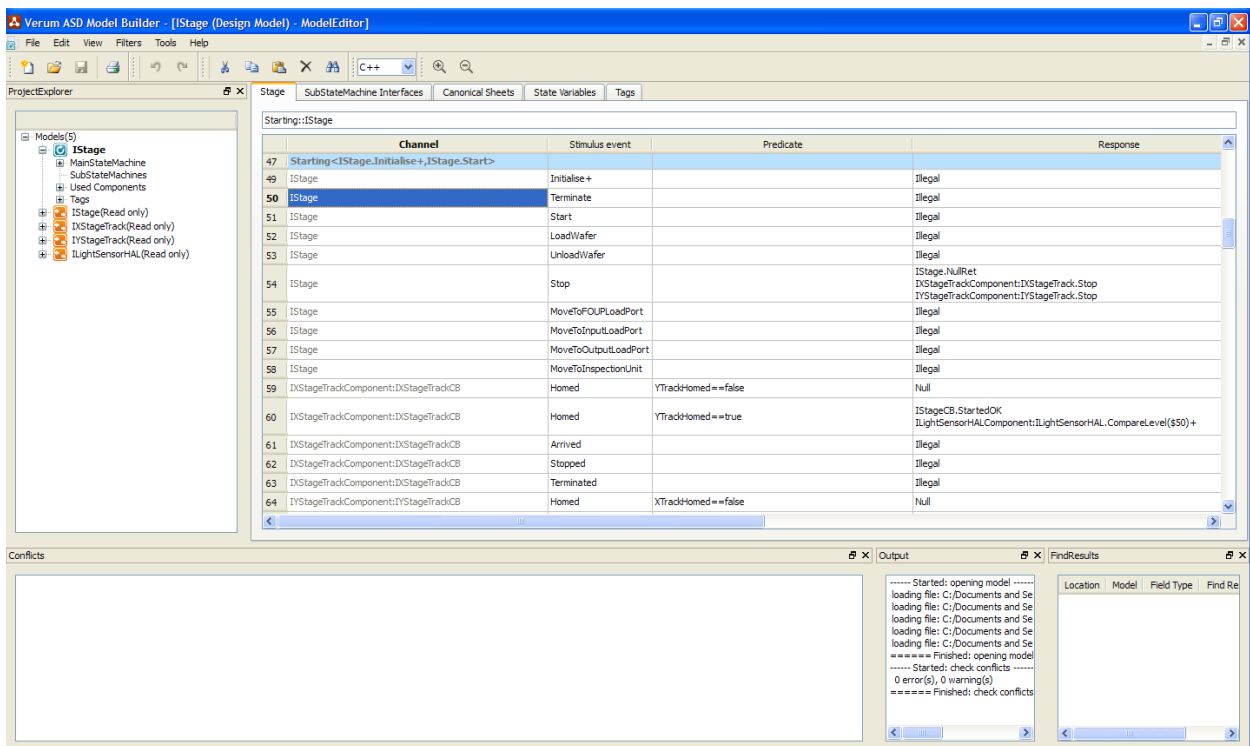 Verum ASD Model Builder - [IStage (Design Model) - ModelEditor]
File Edit View Filters Tools Help
C++
ProjectExplorer
Models(5)
IStage
MainStateMachine
SubStateMachines
Used Components
Tags
IStage(Read only)
IXStageTrack(Read only)
IYStageTrack(Read only)
ILightSensorHAL(Read only)
Stage SubStateMachine Interfaces Canonical Sheets State Variables Tags
Starting::IStage
Channel Stimulus event Predicate Response
47 Starting<IStage.Initialise+,IStage.Start>
49 IStage Initialise+ Illegal
50 IStage Terminate Illegal
51 IStage Start Illegal
52 IStage LoadWafer Illegal
53 IStage UnloadWafer Illegal
54 IStage Stop IStage.NullRet
IXStageTrackComponent:IXStageTrack.Stop
IYStageTrackComponent:IYStageTrack.Stop
55 IStage MoveToFOUPLoadPort Illegal
56 IStage MoveToInputLoadPort Illegal
57 IStage MoveToOutputLoadPort Illegal
58 IStage MoveToInspectionUnit Illegal
59 IXStageTrackComponent:IXStageTrackCB Homed YTrackHomed==false Null
60 IXStageTrackComponent:IXStageTrackCB Homed YTrackHomed==true IStageCB.StartedOK
ILightSensorHALComponent:ILightSensorHAL.CompareLevel($50)+
61 IXStageTrackComponent:IXStageTrackCB Arrived Illegal
62 IXStageTrackComponent:IXStageTrackCB Stopped Illegal
63 IXStageTrackComponent:IXStageTrackCB Terminated Illegal
64 IYStageTrackComponent:IYStageTrackCB Homed XTrackHomed==false Null
Conflicts
Output
------ Started: opening model ------
loading file: C:/Documents and Se
loading file: C:/Documents and Se
loading file: C:/Documents and Se
loading file: C:/Documents and Se
loading file: C:/Documents and Se
====== Finished: opening model
------ Started: check conflicts ------
0 error(s), 0 warning(s)
====== Finished: check conflicts
FindResults
Location Model Field Type Find Re